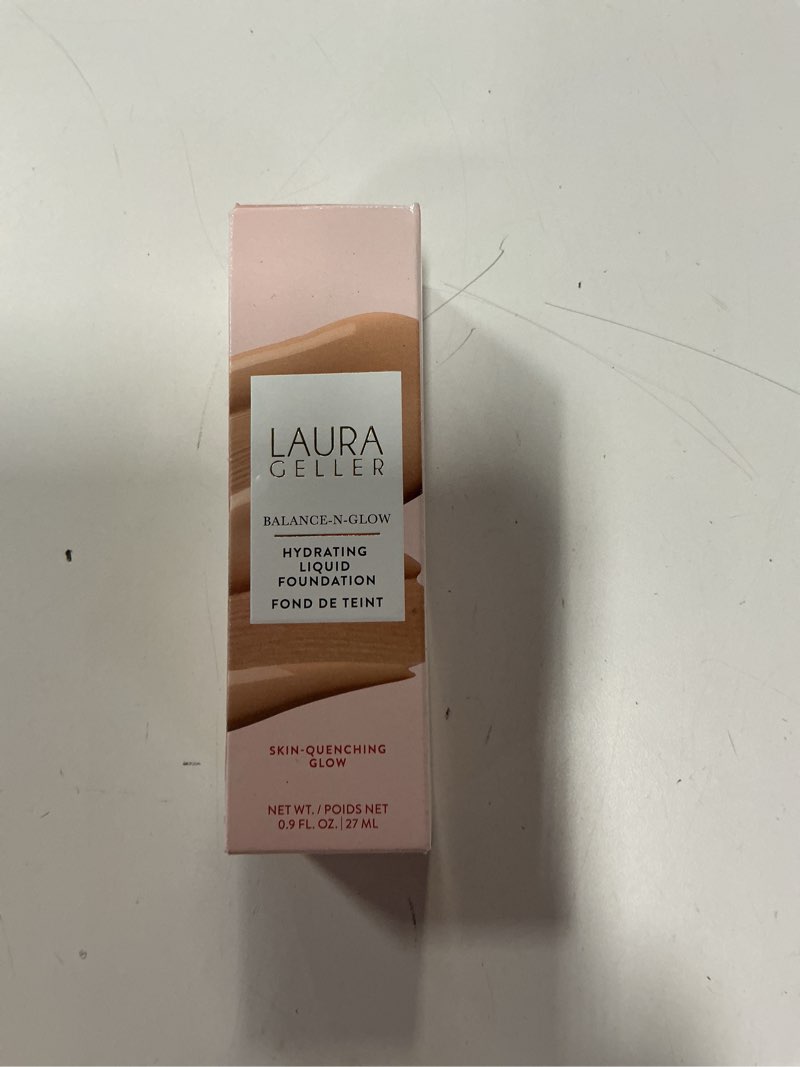 LAURA
GELLER
BALANCE-N-GLOW
HYDRATING
LIQUID
FOUNDATION
FOND DE TEINT
SKIN-QUENCHING
GLOW
NET WT. / POIDS NET
0.9 FL. OZ. | 27 ML